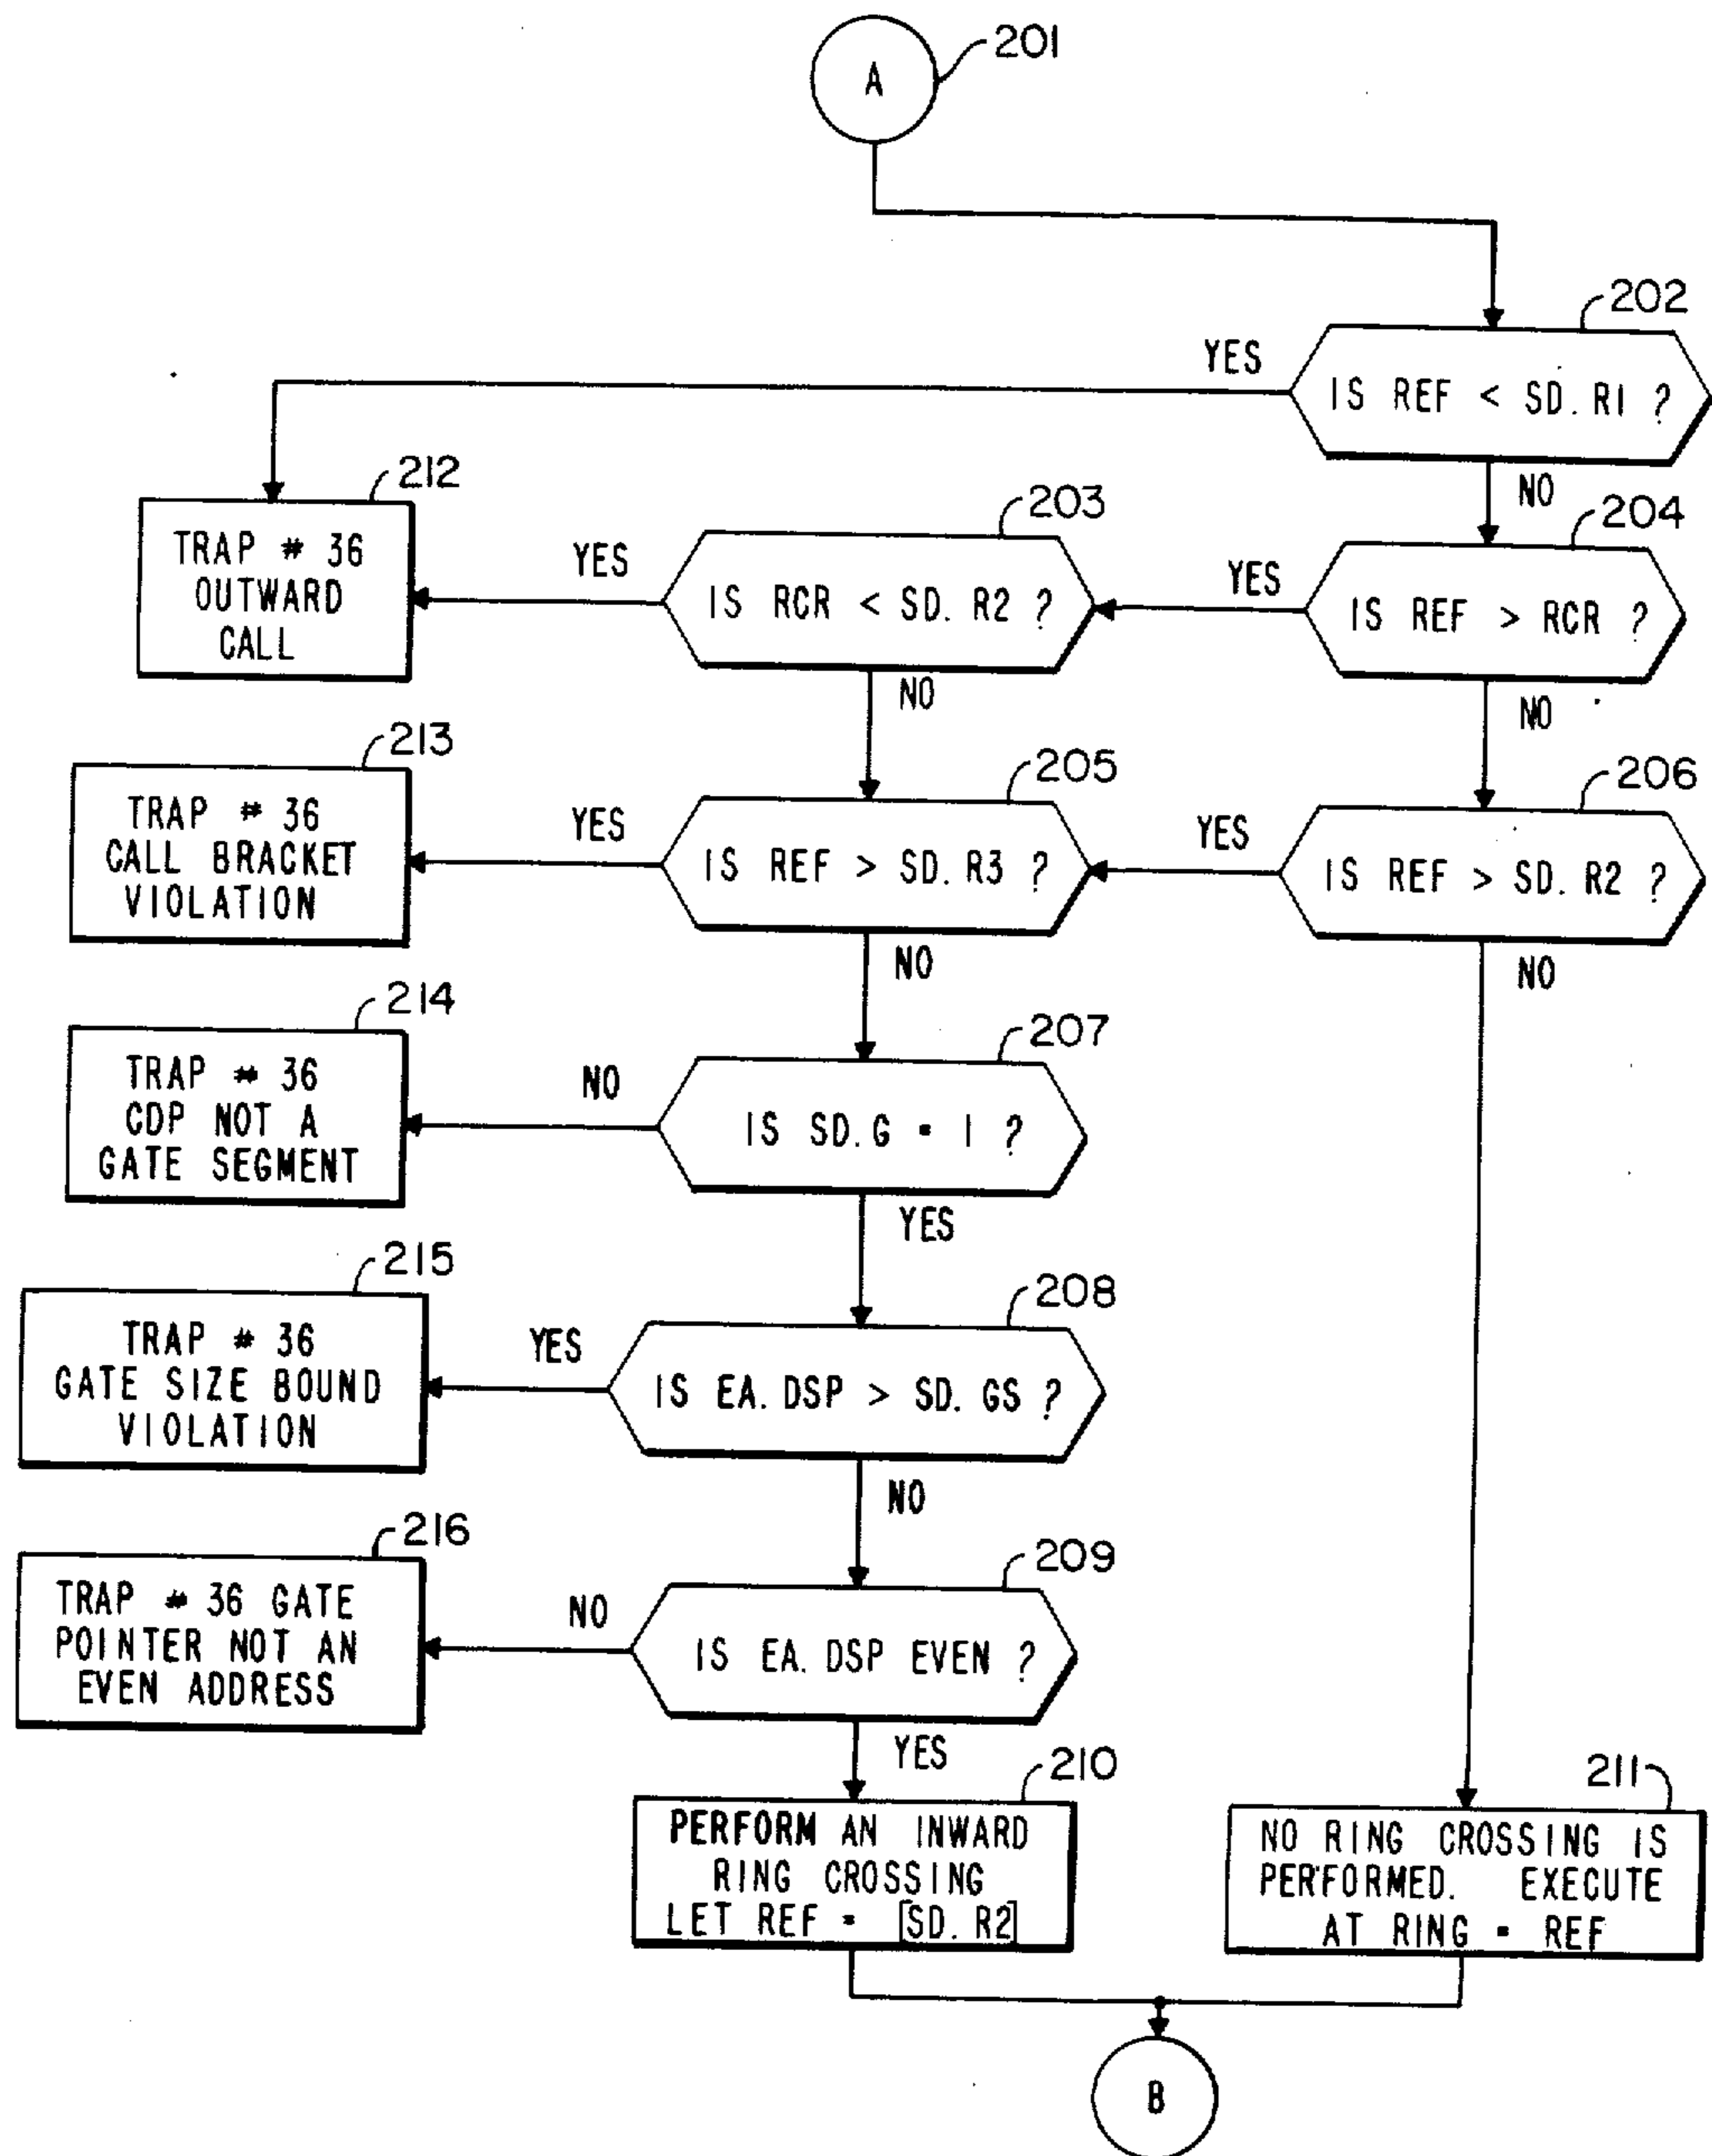 A
201
202
YES
IS REF < SD. R1 ?
NO
212
TRAP # 36
OUTWARD
CALL
203
YES
IS RCR < SD. R2 ?
NO
204
YES
IS REF > RCR ?
NO
213
TRAP # 36
CALL BRACKET
VIOLATION
205
YES
IS REF > SD. R3 ?
NO
206
YES
IS REF > SD. R2 ?
NO
214
TRAP # 36
CDP NOT A
GATE SEGMENT
207
NO
IS SD.G = 1 ?
YES
215
TRAP # 36
GATE SIZE BOUND
VIOLATION
208
YES
IS EA. DSP > SD. GS ?
NO
216
TRAP # 36 GATE
POINTER NOT AN
EVEN ADDRESS
209
NO
IS EA. DSP EVEN ?
YES
210
PERFORM AN INWARD
RING CROSSING
LET REF = [SD. R2]
211
NO RING CROSSING IS
PERFORMED. EXECUTE
AT RING = REF
B